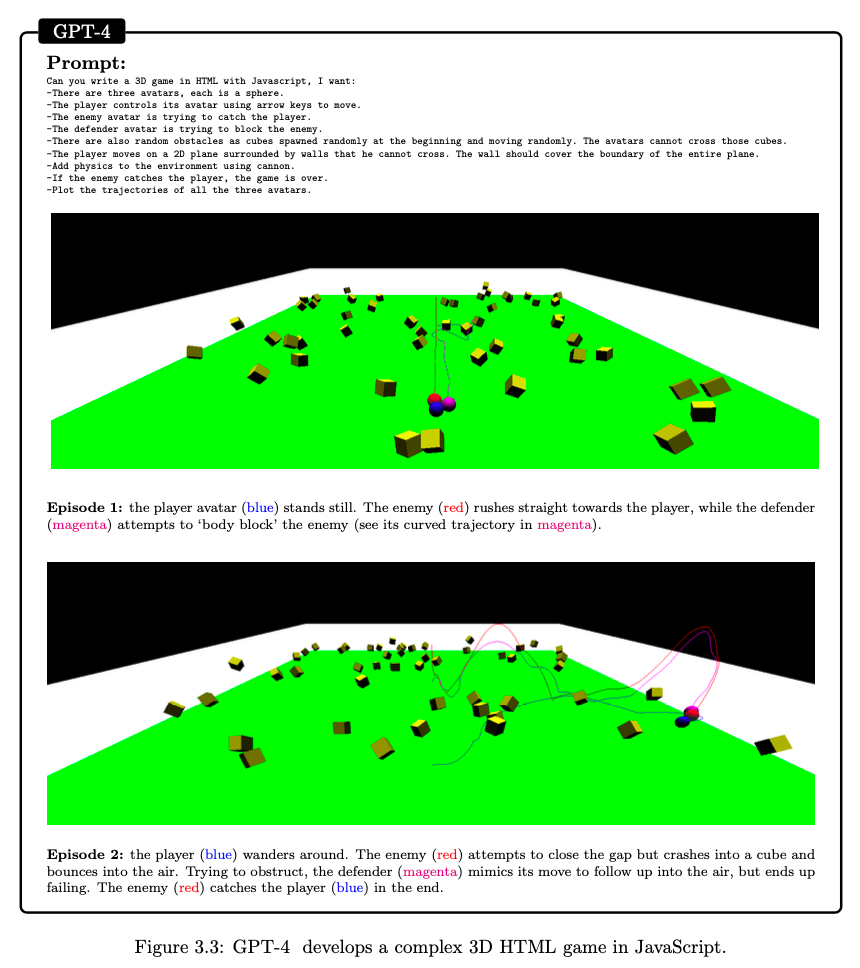 GPT-4
Prompt:
Can you write a 3D game in HTML with Javascript, I want:
-There are three avatars, each is a sphere.
-The player controls its avatar using arrow keys to move.
-The enemy avatar is trying to catch the player.
-The defender avatar is trying to block the enemy.
-There are also random obstacles as cubes spawned randomly at the beginning and moving randomly. The avatars cannot cross those cubes.
-The player moves on a 2D plane surrounded by walls that he cannot cross. The wall should cover the boundary of the entire plane.
-Add physics to the environment using cannon.
-If the enemy catches the player, the game is over.
-Plot the trajectories of all the three avatars.
Episode 1: the player avatar (blue) stands still. The enemy (red) rushes straight towards the player, while the defender
(magenta) attempts to ‘body block’ the enemy (see its curved trajectory in magenta).
Episode 2: the player (blue) wanders around. The enemy (red) attempts to close the gap but crashes into a cube and
bounces into the air. Trying to obstruct, the defender (magenta) mimics its move to follow up into the air, but ends up
failing. The enemy (red) catches the player (blue) in the end.
Figure 3.3: GPT-4 develops a complex 3D HTML game in JavaScript.